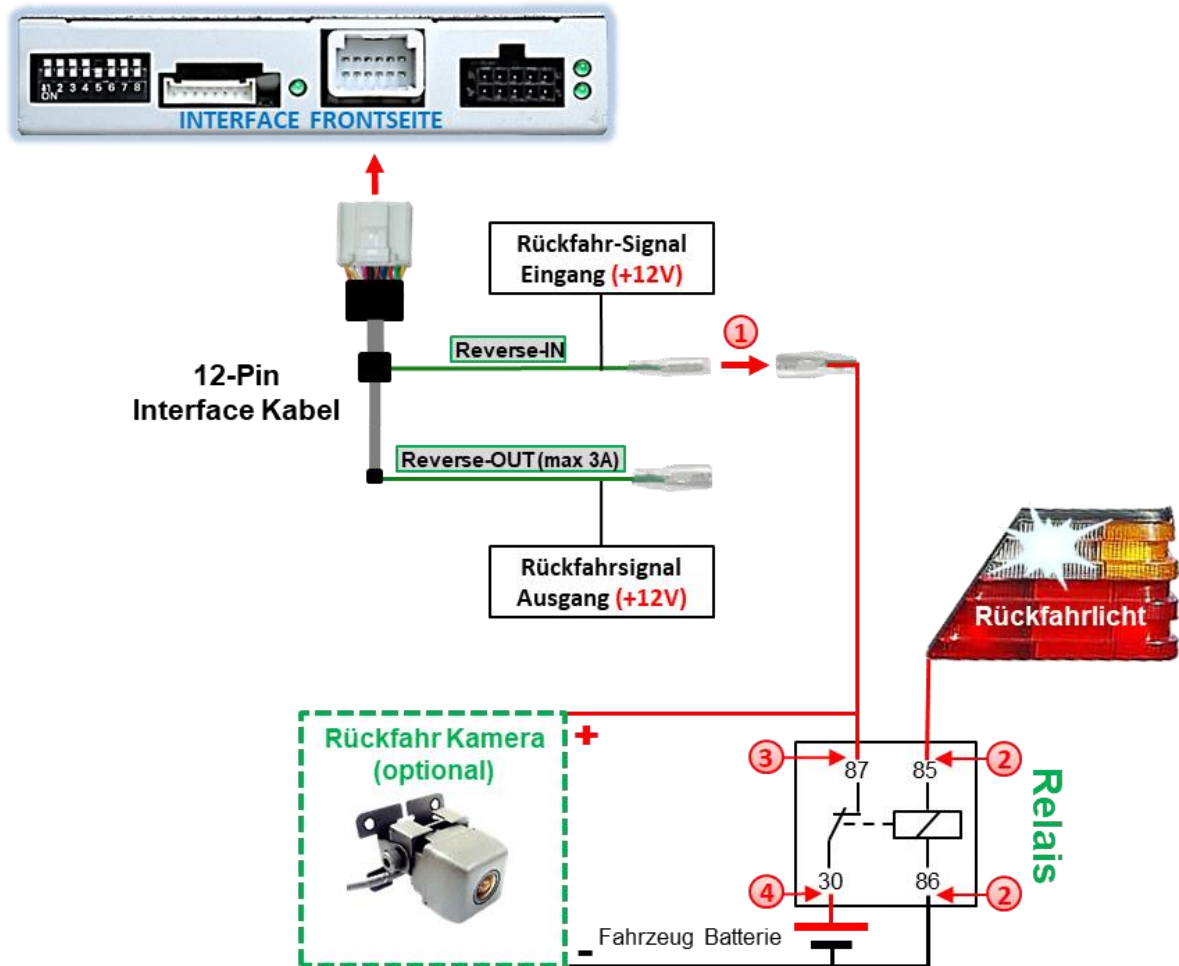 1 2 3 4 5 6 7 8
ON
INTERFACE FRONTSEITE
Rückfahr-Signal
Eingang (+12V)
Reverse-IN
1
12-Pin
Interface Kabel
Reverse-OUT (max 3A)
Rückfahrsignal
Ausgang (+12V)
Rückfahrlicht
Rückfahr Kamera
(optional)
+
3
87
85
2
Relais
4
30
86
2
Fahrzeug Batterie
-